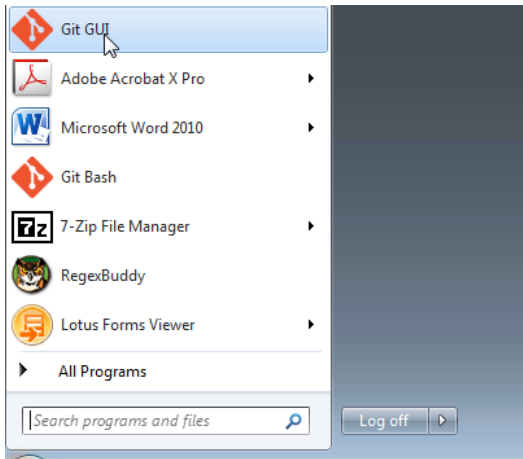 Git GUI
Adobe Acrobat X Pro
Microsoft Word 2010
W
Git Bash
7z 7-Zip File Manager
RegexBuddy
Lotus Forms Viewer
All Programs
Search programs and files
Log off